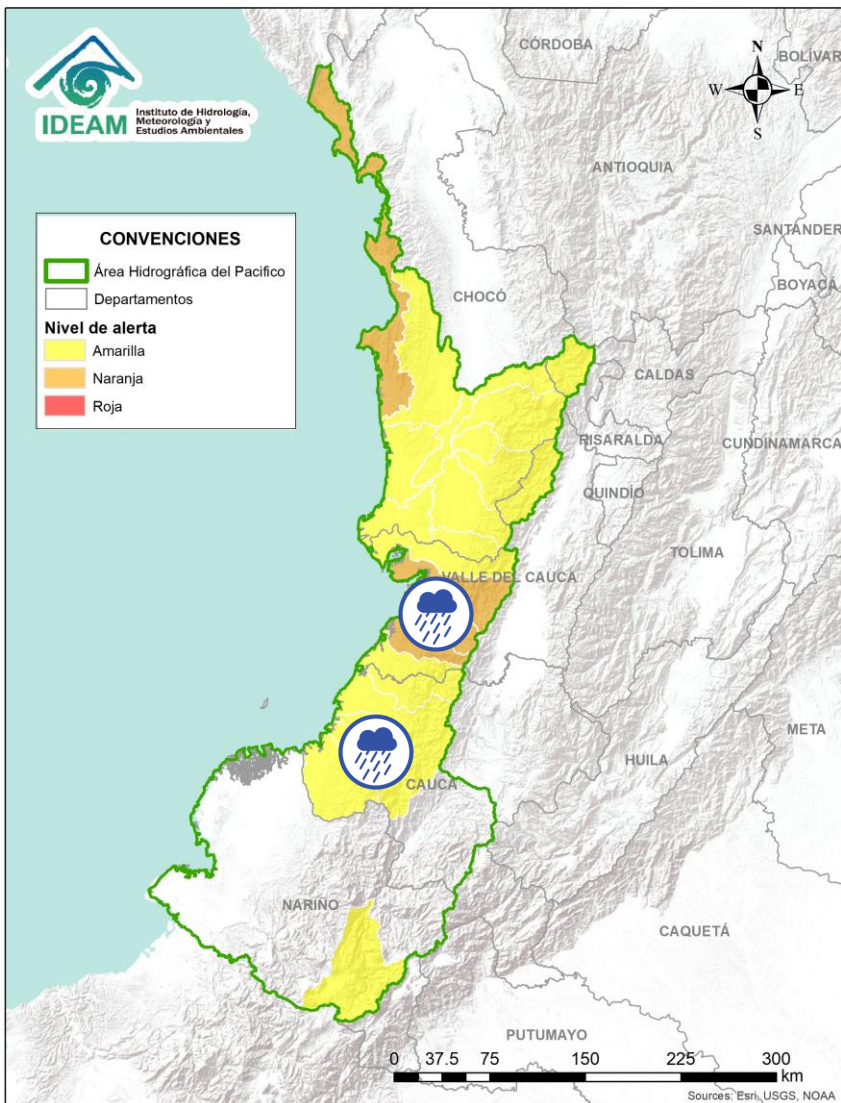 IDEAM
Instituto de Hidrología,
Meteorología y
Estudios Ambientales
CÓRDOBA
BOLÍVAR
N
W
E
S
ANTIOQUIA
SANTANDER
BOYACÁ
CONVENCIONES
Área Hidrográfica del Pacifico
Departamentos
Nivel de alerta
Amarilla
Naranja
Roja
CHOCÓ
CALDAS
RISARALDA
CUNDINAMARCA
QUINDÍO
TOLIMA
VALLE DEL CAUCA
META
HUILA
CAUCA
NARIÑO
CAQUETÁ
PUTUMAYO
0 37.5 75 150 225 300
km
Sources: Esri, USGS, NOAA